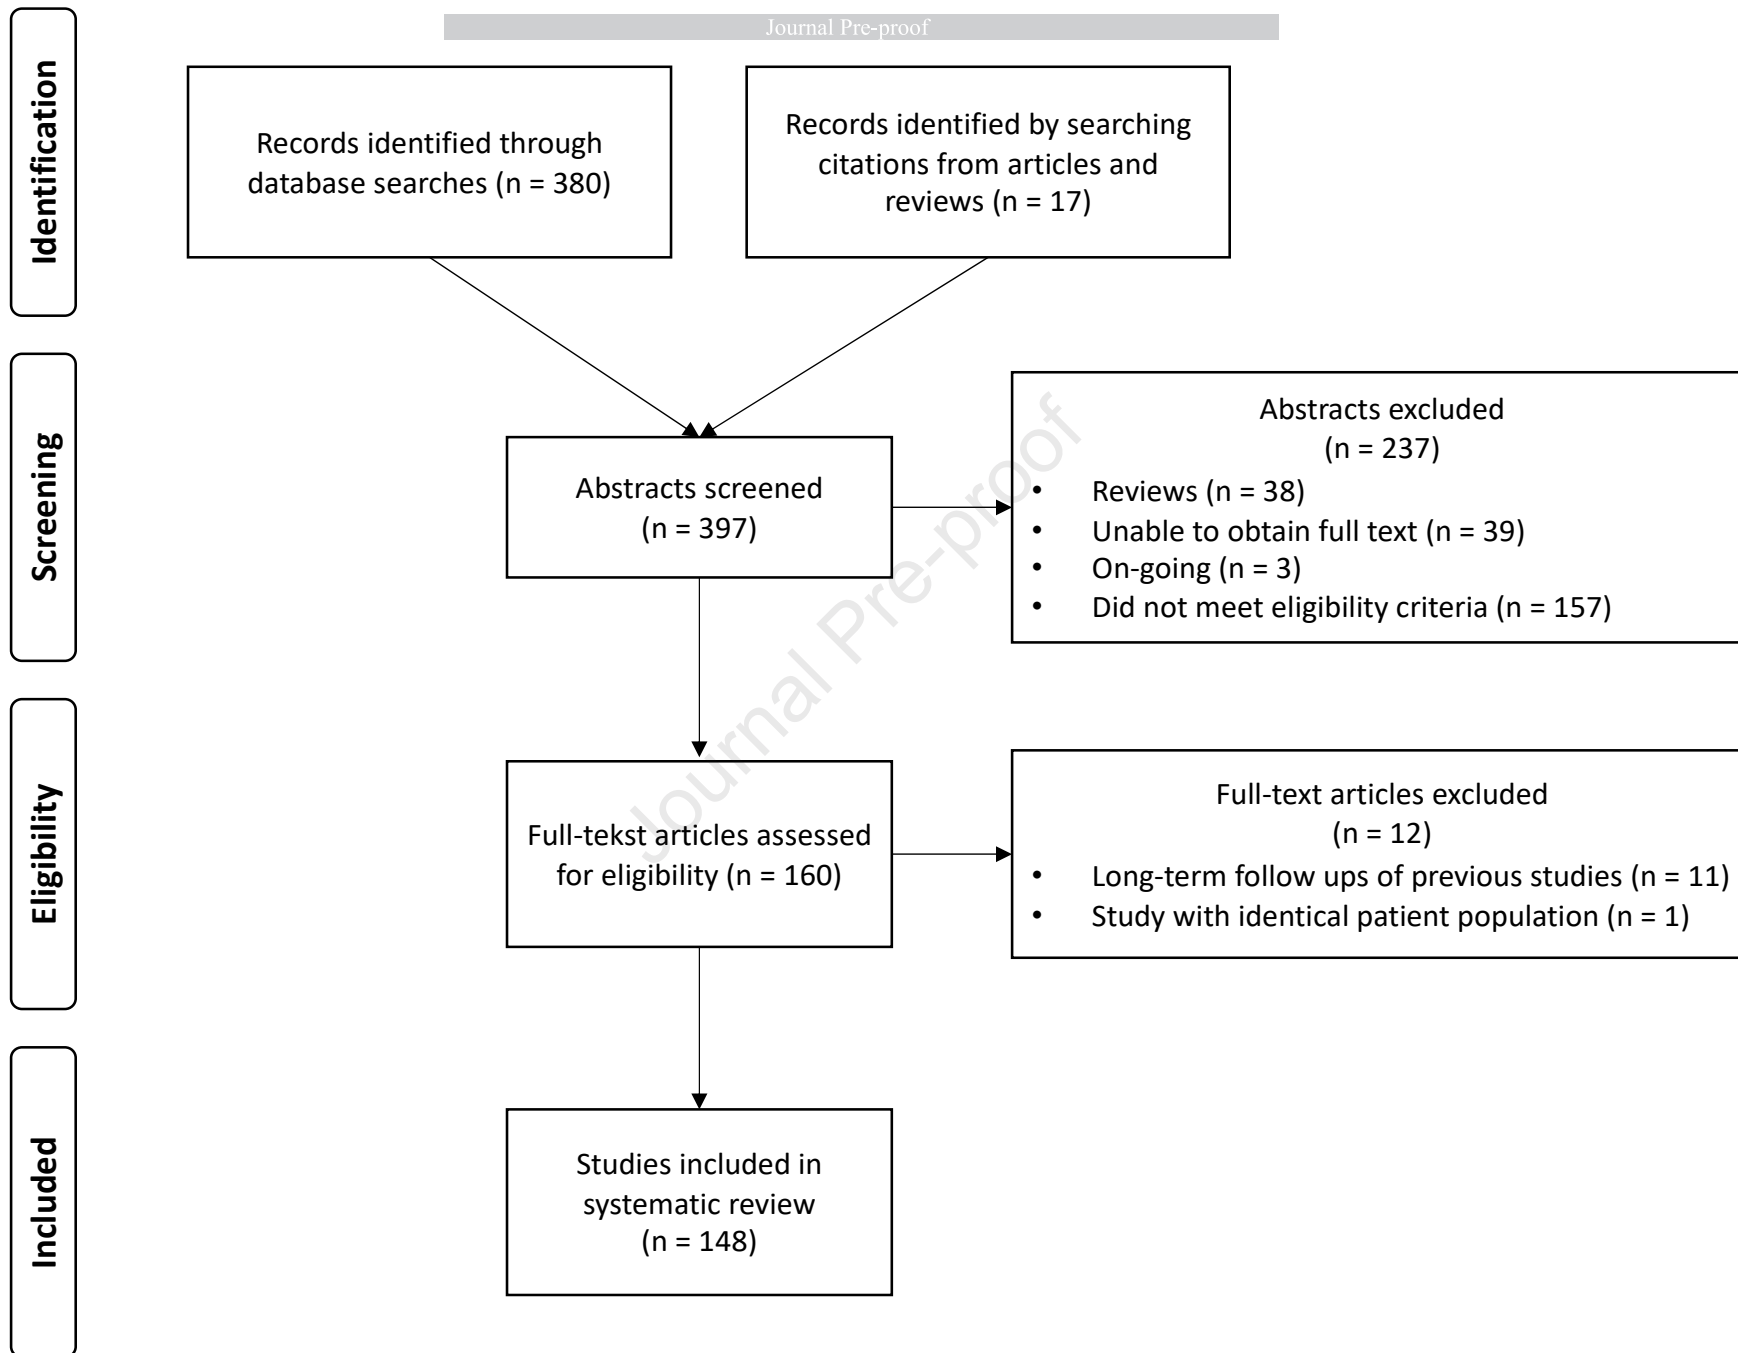 Journal Pre-proof
Identification
Records identified through
database searches (n = 380)
Records identified by searching
citations from articles and
reviews (n = 17)
Screening
Abstracts screened
(n = 397)
Abstracts excluded
(n = 237)
• Reviews (n = 38)
• Unable to obtain full text (n = 39)
• On-going (n = 3)
• Did not meet eligibility criteria (n = 157)
Journal Pre-proof
Eligibility
Full-tekst articles assessed
for eligibility (n = 160)
Full-text articles excluded
(n = 12)
• Long-term follow ups of previous studies (n = 11)
• Study with identical patient population (n = 1)
Included
Studies included in
systematic review
(n = 148)